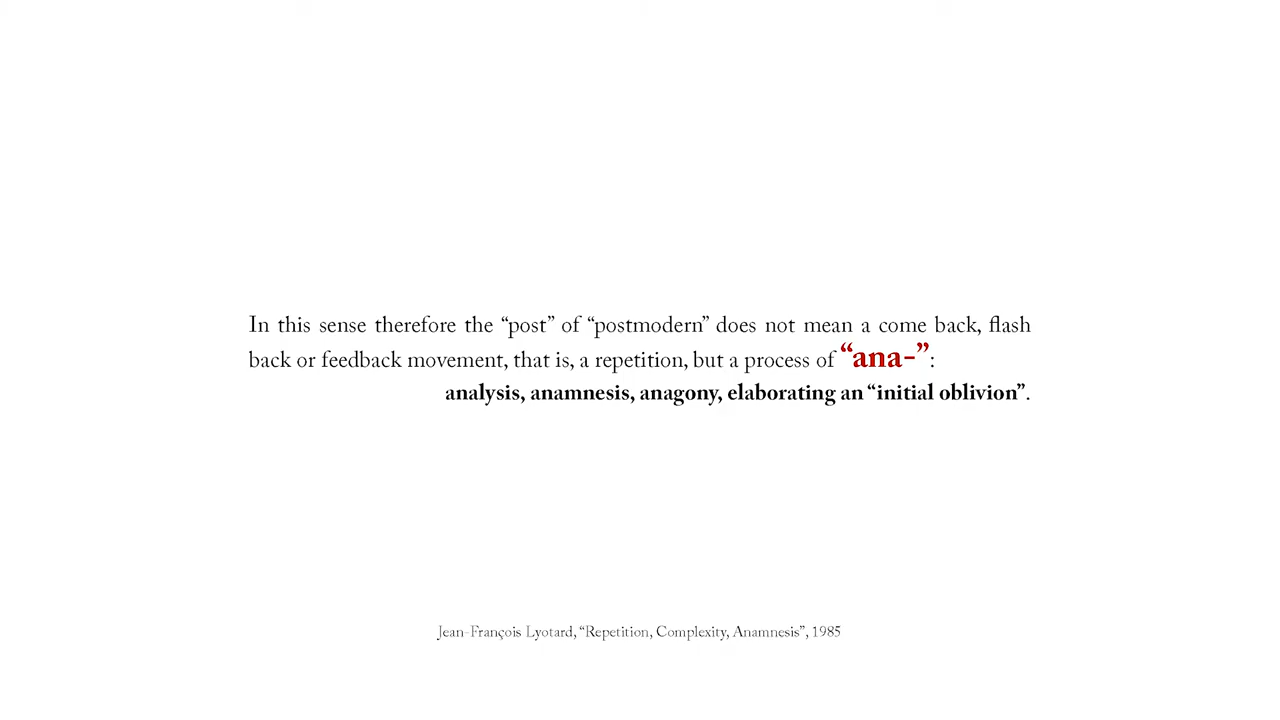 In this sense therefore the “post” of “postmodern” does not mean a come back, flash
back or feedback movement, that is, a repetition, but a process of “ana-”:
analysis, anamnesis, anagony, elaborating an “initial oblivion”.
Jean-François Lyotard, “Repetition, Complexity, Anamnesis”, 1985